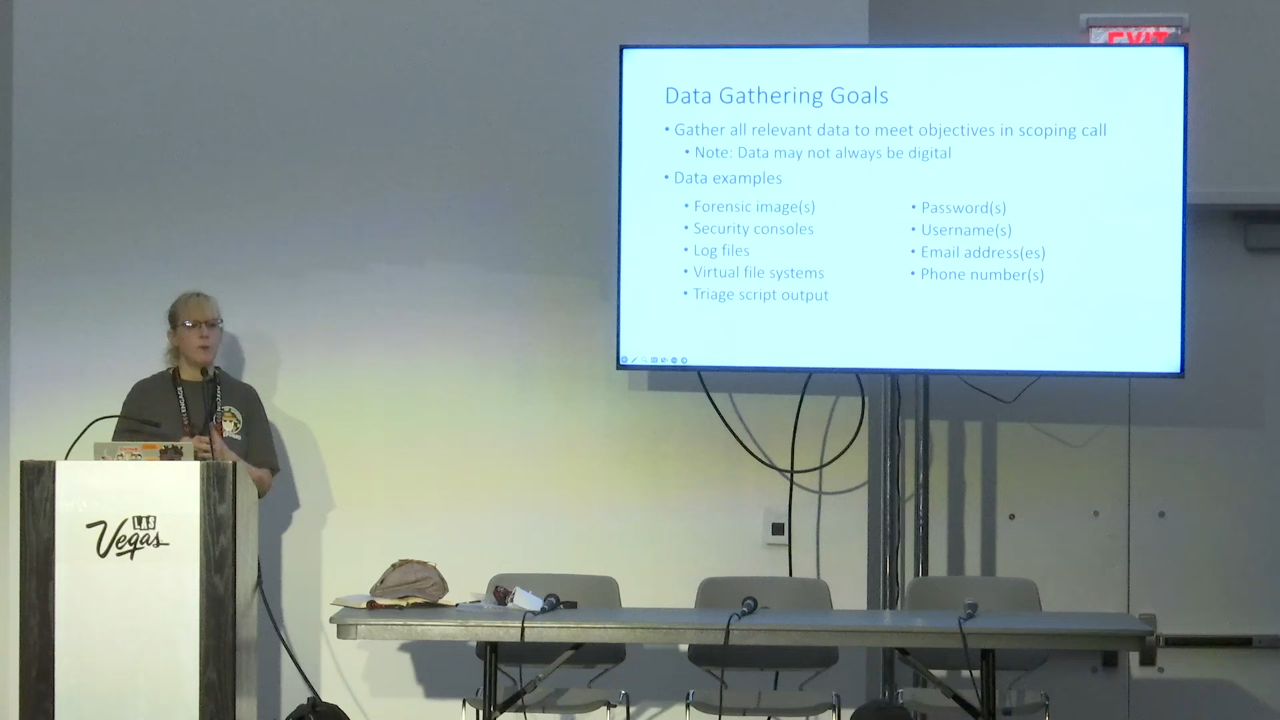 EXIT
Data Gathering Goals
• Gather all relevant data to meet objectives in scoping call
• Note: Data may not always be digital
• Data examples
• Forensic image(s)
• Security consoles
• Log files
• Virtual file systems
• Triage script output
• Password(s)
• Username(s)
• Email address(es)
• Phone number(s)
LAS
Vegas